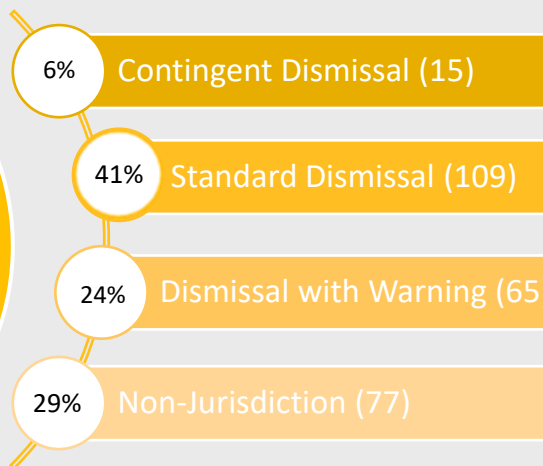 6% Contingent Dismissal (15)
41% Standard Dismissal (109)
24% Dismissal with Warning (65
29% Non-Jurisdiction (77)